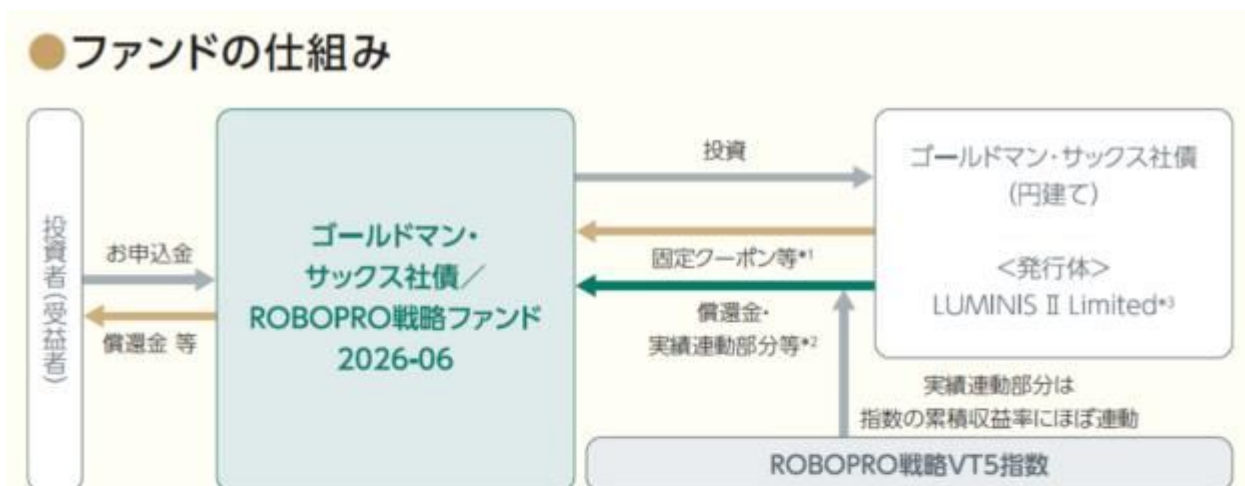 ●ファンドの仕組み
投資者(受益者)
お申込金
償還金 等
ゴールドマン・
サックス社債／
ROBOPRO戦略ファンド
2026-06
投資
固定クーポン等*1
償還金・
実績連動部分等*2
ゴールドマン・サックス社債
(円建て)
<発行体>
LUMINIS Ⅱ Limited*3
実績連動部分は
指数の累積収益率にほぼ連動
ROBOPRO戦略VT5指数